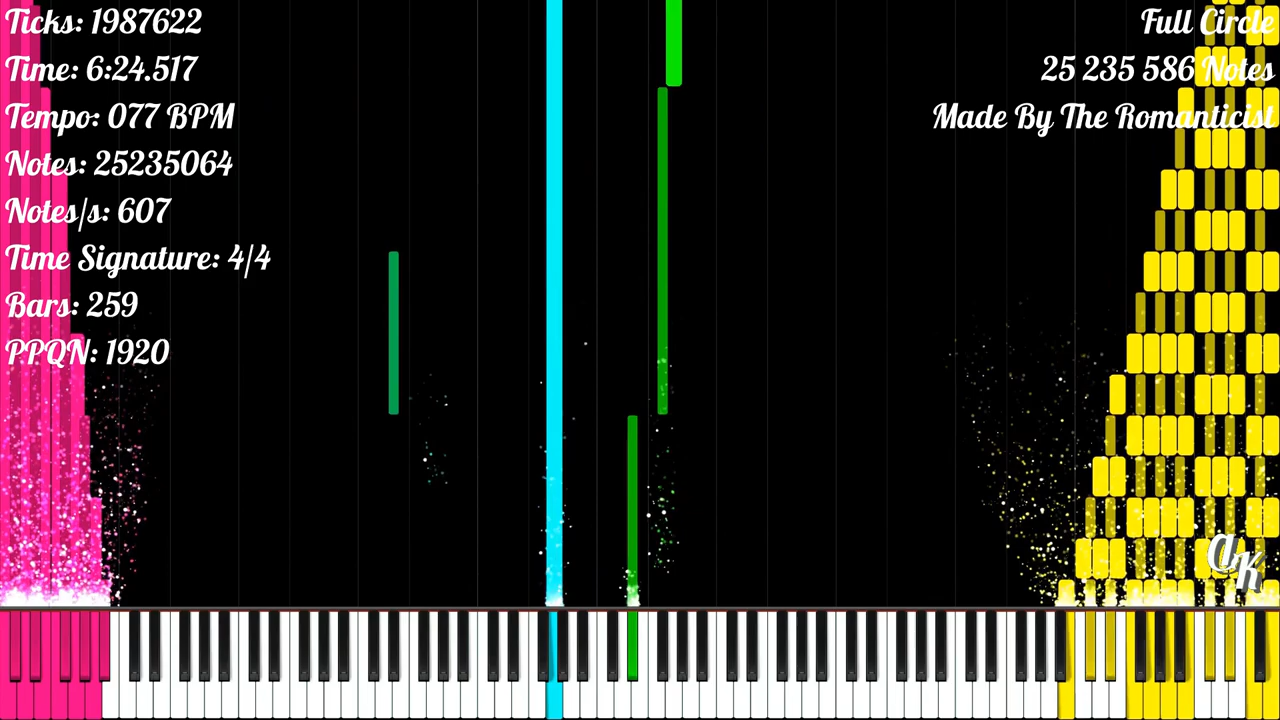 Ticks: 1987622
Time: 6:24.517
Tempo: 077 BPM
Notes: 25235064
Notes/s: 607
Time Signature: 4/4
Bars: 259
PPQN: 1920
Full Circle
25 235 586 Notes
Made By The Romanticist